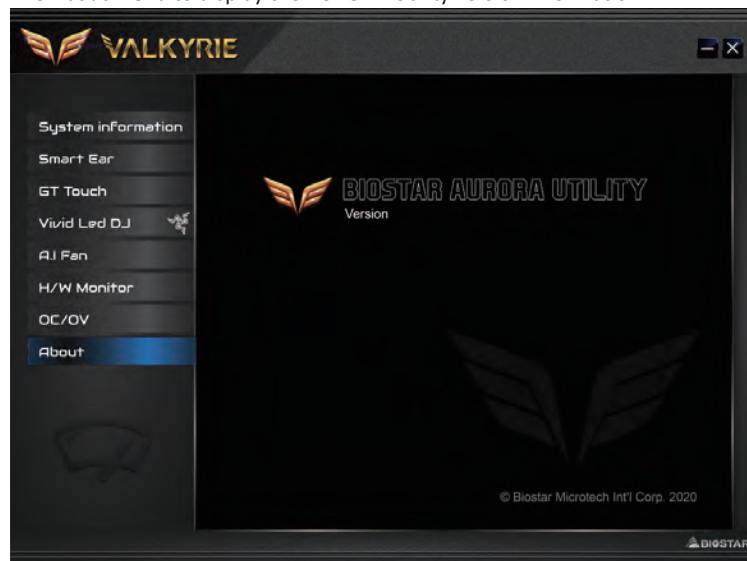 VALKYRIE
System information
Smart Ear
GT Touch
Vivid Led DJ
A.I Fan
H/W Monitor
OC/OV
About
BIOSTAR AURORA UTILITY
Version
© Biostar Microtech Int'l Corp. 2020
BIOSTAR